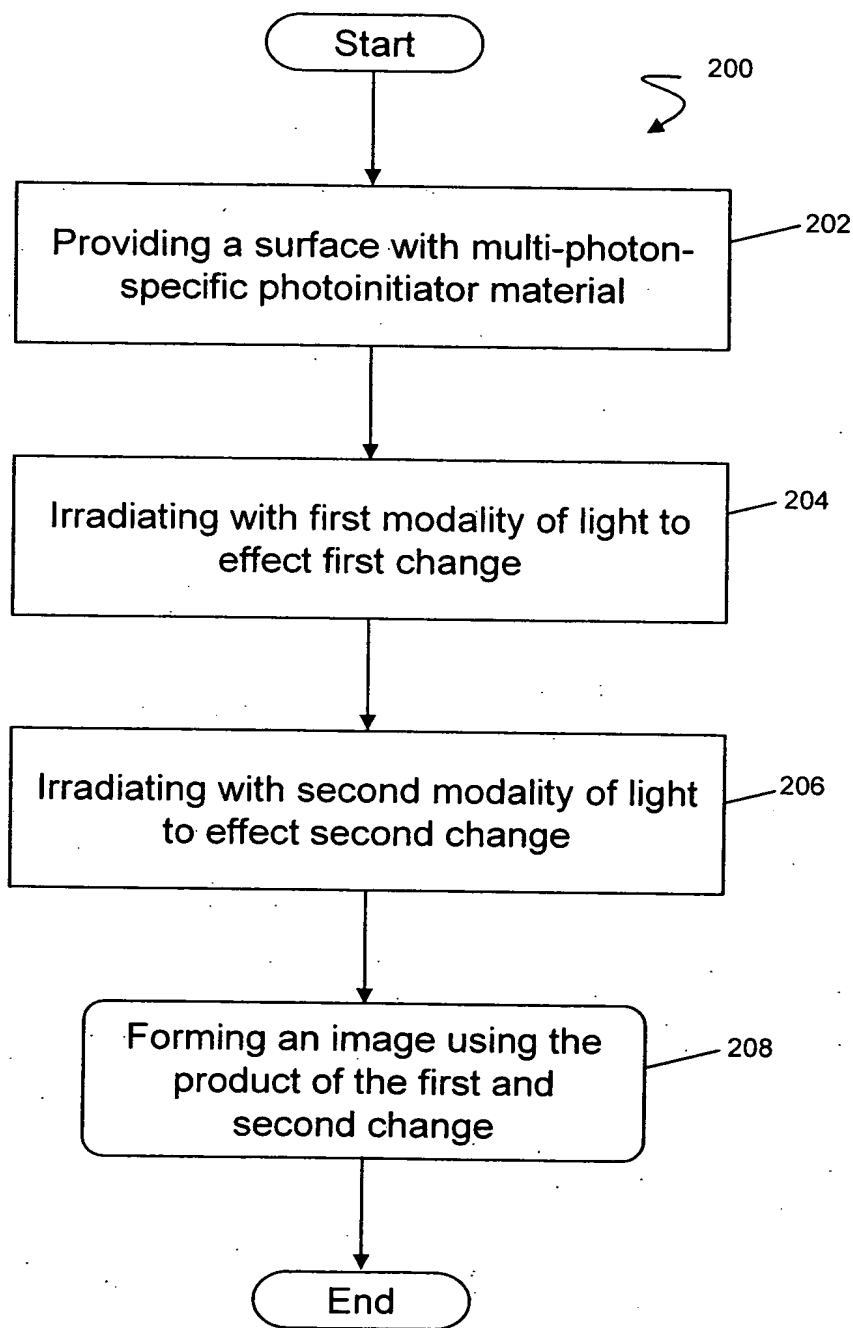 Start
200
Providing a surface with multi-photon-
specific photoinitiator material
202
Irradiating with first modality of light to
effect first change
204
Irradiating with second modality of light
to effect second change
206
Forming an image using the
product of the first and
second change
208
End